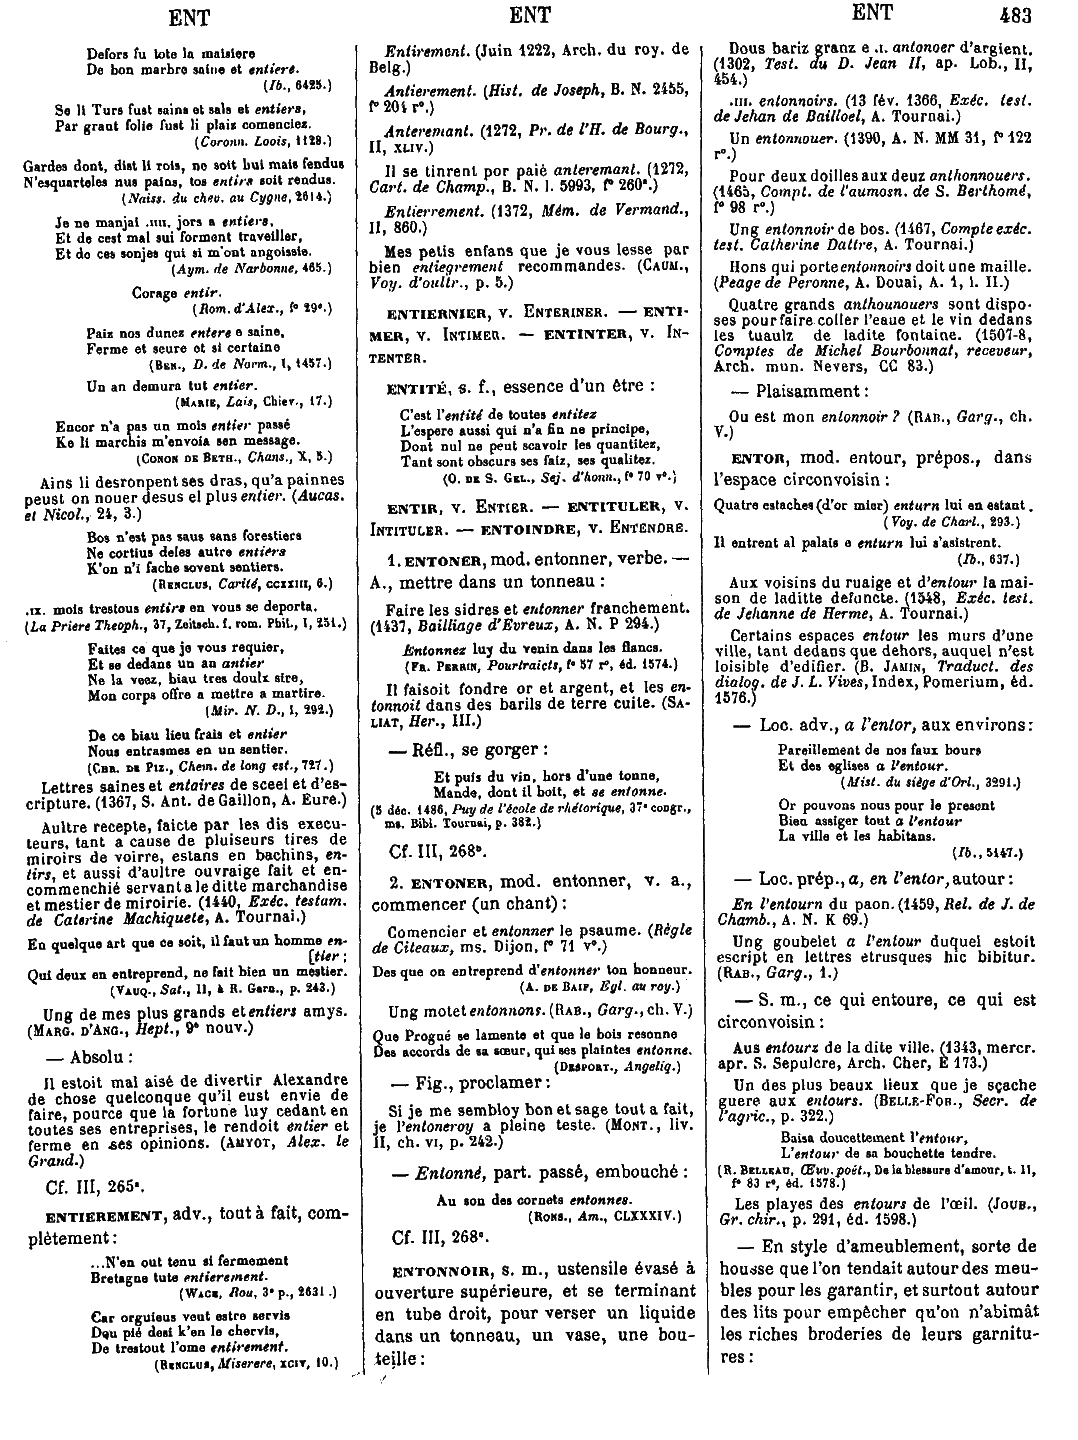 ENT
ENT
ENT
483
Defors fu tote la maisiere
De bon marbre saine et entiere.
(Ib., 6425.)
Se li Turs fust sains et sals et entiers,
Par grant folie fust li plaiz comenciez.
(Coronn. Loois, 1128.)
Gardes dont, dist li rois, no soit hui mais fendus
N'esquarteles nus pains, tos entirs soit rendus.
(Naiss. du chev. au Cygne, 2614.)
Je ne manjai .IIII. jors a entiers,
Et de cest mal sui forment traveiller,
Et do ces sonjes qui si m'ont angoissie.
(Aym. de Narbonne, 465.)
Corage entir.
(Rom. d'Alex., f° 29ᵉ.)
Paiz nos dunez entere e saine,
Ferme et seure et si certaine
(BEN., D. de Norm., I, 1457.)
Un an demura tut entier.
(MARIE, Lais, Chiev., 17.)
Encor n'a pas un mois entier passé
Ke li marchis m'envoia sen message.
(CONON DE BETH., Chans., X, 5.)
Ains li desronpent ses dras, qu'a painnes
peust on nouer desus el plus entier. (Aucas.
et Nicol., 24, 3.)
Bos n'est pas saus sans forestiers
Ne cortius deles autre entiers
K'on n'i fache sovent sentiers.
(RENCLUS, Carité, CCXXIII, 6.)
.IX. mois trestous entirs en vous se deporta.
(La Priere Theoph., 37, Zeitsch. f. rom. Phil., I, 251.)
Faites ce que je vous requier,
Et se dedans un an antier
Ne la veez, biau tres doulz sire,
Mon corps offre a mettre a martire.
(Mir. N. D., I, 292.)
De ce biau lieu frais et entier
Nous entrasmes en un sentier.
(CHR. DE PIZ., Chem. de long est., 727.)
Lettres saines et entaires de sceel et d'es-
cripture. (1367, S. Ant. de Gaillon, A. Eure.)
Aultre recepte, faicte par les dis execu-
teurs, tant a cause de pluiseurs tires de
miroirs de voirre, estans en bachins, en-
tirs, et aussi d'aultre ouvraige fait et en-
commenchié servant a le ditte marchandise
et mestier de miroirie. (1440, Exéc. testam.
de Caterine Machiquete, A. Tournai.)
En quelque art que ce soit, il faut un homme en-
[tier ;
Qui deux en entreprend, ne fait bien un mestier.
(VAUQ., Sat., II, à R. Garn., p. 243.)
Ung de mes plus grands et entiers amys.
(MARG. D'ANG., Hept., 9ᵉ nouv.)
— Absolu :
Il estoit mal aisé de divertir Alexandre
de chose quelconque qu'il eust envie de
faire, pource que la fortune luy cedant en
toutes ses entreprises, le rendoit entier et
ferme en ses opinions. (AMYOT, Alex. le
Grand.)
Cf. III, 265ᵃ.
ENTIEREMENT, adv., tout à fait, com-
plètement :
...N'en out tenu si fermement
Bretagne tute entierement.
(WACE, Rou, 3ᵉ p., 2631.)
Car orguieus veut estre servis
Dou pié desi k'en le chervis,
De trestout l'ome entirement.
(RENCLUS, Miserere, XCIV, 10.)
Entirement. (Juin 1222, Arch. du roy. de
Belg.)
Antierement. (Hist. de Joseph, B. N. 2455,
f° 204 r°.)
Anteremant. (1272, Pr. de l'H. de Bourg.,
II, XLIV.)
Il se tinrent por paié anteremant. (1272,
Cart. de Champ., B. N. l. 5993, f° 260ᵃ.)
Entierrement. (1372, Mém. de Vermand.,
II, 860.)
Mes petis enfans que je vous lesse par
bien entiegrement recommandes. (CAUM.,
Voy. d'oultr., p. 5.)
ENTIERNIER, v. ENTERINER. — ENTI-
MER, v. INTIMER. — ENTINTER, v. IN-
TENTER.
ENTITÉ, s. f., essence d'un être :
C'est l'entité de toutes entitez
L'espere aussi qui n'a fin ne principe,
Dont nul ne peut scavoir les quantitez,
Tant sont obscurs ses faiz, ses qualitez.
(O. DE S. GEL., Sej. d'honn., f° 70 v°.)
ENTIR, v. ENTIER. — ENTITULER, v.
INTITULER. — ENTOINDRE, v. ENTENDRE.
1. ENTONER, mod. entonner, verbe. —
A., mettre dans un tonneau :
Faire les sidres et entonner franchement.
(1437, Bailliage d'Evreux, A. N. P 294.)
Entonnez luy du venin dans les flancs.
(FR. PERRIN, Pourtraicts, f° 57 r°, éd. 1574.)
Il faisoit fondre or et argent, et les en-
tonnoit dans des barils de terre cuite. (SA-
LIAT, Her., III.)
— Réfl., se gorger :
Et puis du vin, hors d'une tonne,
Mande, dont il boit, et se entonne.
(5 déc. 1486, Puy de l'école de rhétorique, 37ᵉ congr.,
ms. Bibl. Tournai, p. 382.)
Cf. III, 268ᵇ.
2. ENTONER, mod. entonner, v. a.,
commencer (un chant) :
Comencier et entonner le psaume. (Règle
de Citeaux, ms. Dijon, f° 71 v°.)
Des que on entreprend d'entonner ton honneur.
(A. DE BAIF, Egl. au roy.)
Ung motet entonnons. (RAB., Garg., ch. V.)
Que Progné se lamente et que le bois resonne
Des accords de sa sœur, qui ses plaintes entonne.
(DESPORT., Angeliq.)
— Fig., proclamer :
Si je me sembloy bon et sage tout a fait,
je l'entoneroy a pleine teste. (MONT., liv.
II, ch. VI, p. 242.)
— Entonné, part. passé, embouché :
Au son des cornets entonnes.
(RONS., Am., CLXXXIV.)
Cf. III, 268ᵃ.
ENTONNOIR, s. m., ustensile évasé à
ouverture supérieure, et se terminant
en tube droit, pour verser un liquide
dans un tonneau, un vase, une bou-
teille :
Dous bariz granz e .I. antonoer d'argient.
(1302, Test. du D. Jean II, ap. Lob., II,
454.)
.III. entonnoirs. (13 fév. 1366, Exéc. test.
de Jehan de Bailloel, A. Tournai.)
Un entonnouer. (1390, A. N. MM 31, f° 122
r°.)
Pour deux doilles aux deuz anthonnouers.
(1465, Compt. de l'aumosn. de S. Berthomé,
f° 98 r°.)
Ung entonnoir de bos. (1467, Compte exéc.
test. Catherine Dattre, A. Tournai.)
Hons qui porte entonnoirs doit une maille.
(Peage de Peronne, A. Douai, A. 1, l. II.)
Quatre grands anthounouers sont dispo-
ses pour faire coller l'eaue et le vin dedans
les tuaulz de ladite fontaine. (1507-8,
Comptes de Michel Bourbonnat, receveur,
Arch. mun. Nevers, CC 83.)
— Plaisamment :
Ou est mon entonnoir ? (RAB., Garg., ch.
V.)
ENTOR, mod. entour, prépos., dans
l'espace circonvoisin :
Quatre estaches (d'or mier) enturn lui en estant.
(Voy. de Charl., 293.)
Il entrent al palais e enturn lui s'asistrent.
(Ib., 637.)
Aux voisins du ruaige et d'entour la mai-
son de laditte defuncte. (1548, Exéc. test.
de Jehanne de Herme, A. Tournai.)
Certains espaces entour les murs d'une
ville, tant dedans que dehors, auquel n'est
loisible d'edifier. (B. JAMIN, Traduct. des
dialog. de J. L. Vives, Index, Pomerium, éd.
1576.)
— Loc. adv., a l'entor, aux environs :
Pareillement de nos faux bours
Et des eglises a l'entour.
(Mist. du siège d'Orl., 3291.)
Or pouvons nous pour le present
Bien assiger tout a l'entour
La ville et les habitans.
(Ib., 5147.)
— Loc. prép., a, en l'entor, autour :
En l'entourn du paon. (1459, Rel. de J. de
Chamb., A. N. K 69.)
Ung goubelet a l'entour duquel estoit
escript en lettres etrusques hic bibitur.
(RAB., Garg., 1.)
— S. m., ce qui entoure, ce qui est
circonvoisin :
Aus entours de la dite ville. (1343, mercr.
apr. S. Sepulcre, Arch. Cher, E 173.)
Un des plus beaux lieux que je sçache
guere aux entours. (BELLE-FOR., Secr. de
l'agric., p. 322.)
Baisa doucettement l'entour,
L'entour de sa bouchette tendre.
(R. BELLEAU, Œuv. poét., De la blessure d'amour, t. II,
f° 83 r°, éd. 1578.)
Les playes des entours de l'œil. (JOUB.,
Gr. chir., p. 291, éd. 1598.)
— En style d'ameublement, sorte de
housse que l'on tendait autour des meu-
bles pour les garantir, et surtout autour
des lits pour empêcher qu'on n'abimât
les riches broderies de leurs garnitu-
res :